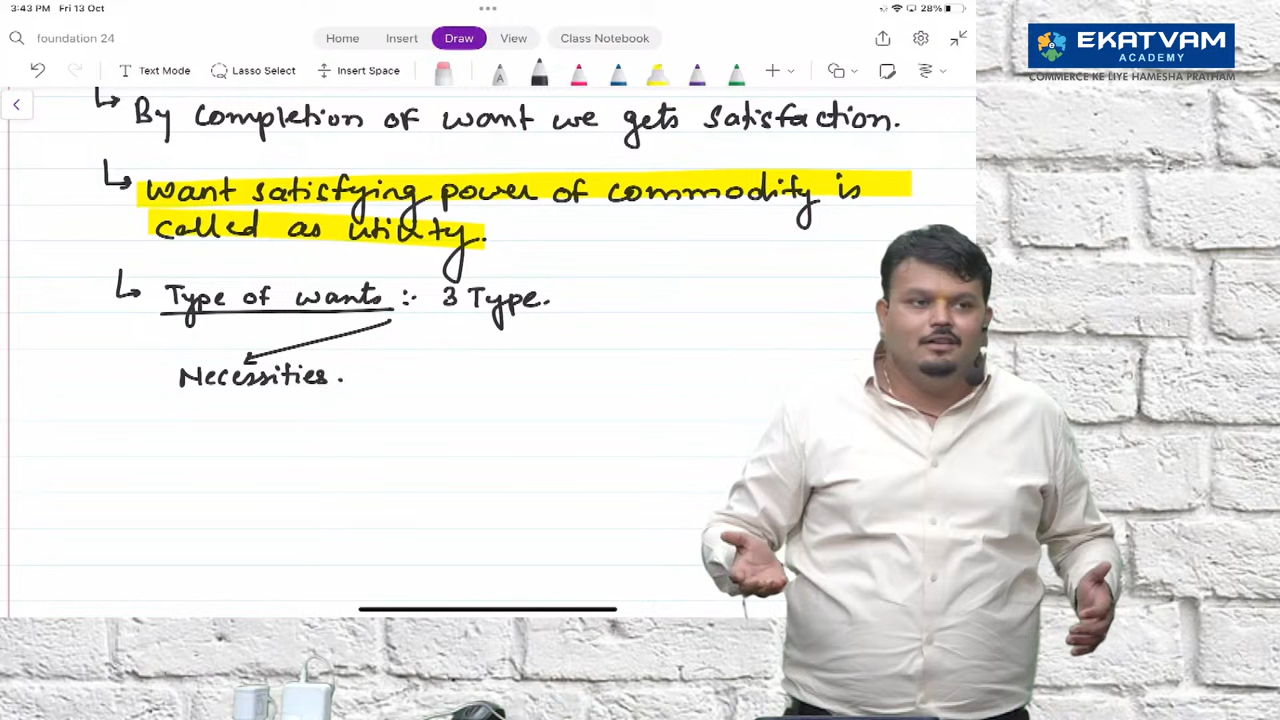 3:43 PM Fri 13 Oct
28%
foundation 24
Home Insert Draw View Class Notebook
Text Mode Lasso Select Insert Space
By completion of want we gets satisfaction.
want satisfying power of commodity is
called as utility.
Type of wants :- 3 Type.
Necessities.
EKATVAM
ACADEMY
COMMERCE KE LIYE HAMESHA PRATHAM